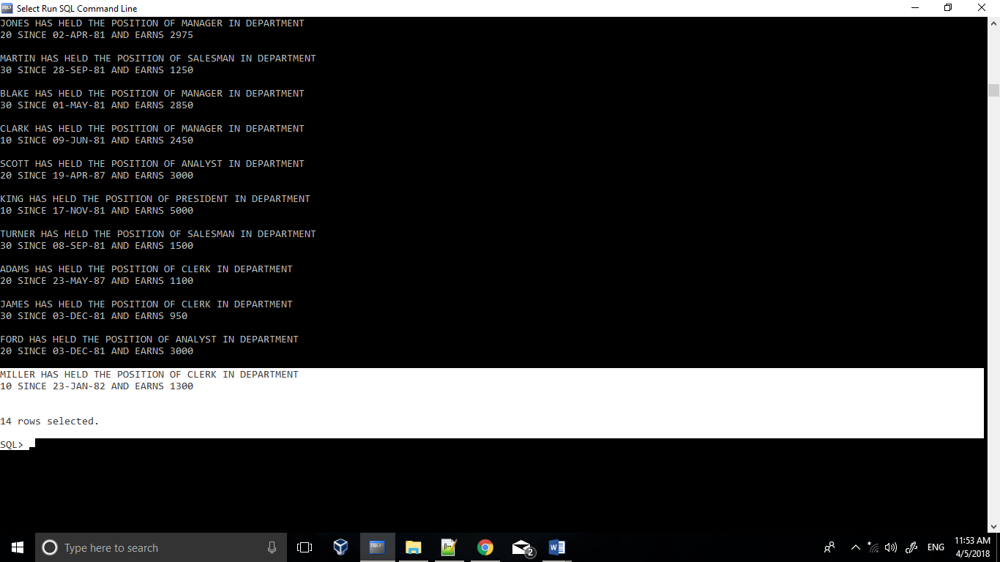 Select Run SQL Command Line
JONES HAS HELD THE POSITION OF MANAGER IN DEPARTMENT
20 SINCE 02-APR-81 AND EARNS 2975
MARTIN HAS HELD THE POSITION OF SALESMAN IN DEPARTMENT
30 SINCE 28-SEP-81 AND EARNS 1250
BLAKE HAS HELD THE POSITION OF MANAGER IN DEPARTMENT
30 SINCE 01-MAY-81 AND EARNS 2850
CLARK HAS HELD THE POSITION OF MANAGER IN DEPARTMENT
10 SINCE 09-JUN-81 AND EARNS 2450
SCOTT HAS HELD THE POSITION OF ANALYST IN DEPARTMENT
20 SINCE 19-APR-87 AND EARNS 3000
KING HAS HELD THE POSITION OF PRESIDENT IN DEPARTMENT
10 SINCE 17-NOV-81 AND EARNS 5000
TURNER HAS HELD THE POSITION OF SALESMAN IN DEPARTMENT
30 SINCE 08-SEP-81 AND EARNS 1500
ADAMS HAS HELD THE POSITION OF CLERK IN DEPARTMENT
20 SINCE 23-MAY-87 AND EARNS 1100
JAMES HAS HELD THE POSITION OF CLERK IN DEPARTMENT
30 SINCE 03-DEC-81 AND EARNS 950
FORD HAS HELD THE POSITION OF ANALYST IN DEPARTMENT
20 SINCE 03-DEC-81 AND EARNS 3000
MILLER HAS HELD THE POSITION OF CLERK IN DEPARTMENT
10 SINCE 23-JAN-82 AND EARNS 1300
14 rows selected.
SQL>
Type here to search
2
ENG
11:53 AM
4/5/2018